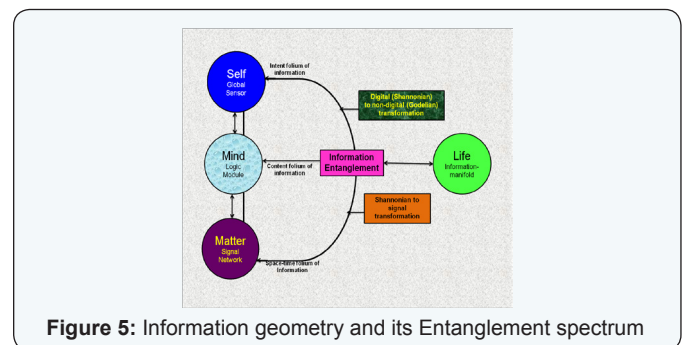 Self
Global
Sensor
Intent folium of
information
Digital (Shannonian)
to non-digital (Godelian)
transformation
Mind
Logic
Module
Content folium of
information
Information
Entanglement
Life
Information-
manifold
Shannonian to
signal
transformation
Matter
Signal
Network
Space-time folium of
Information
Figure 5: Information geometry and its Entanglement spectrum